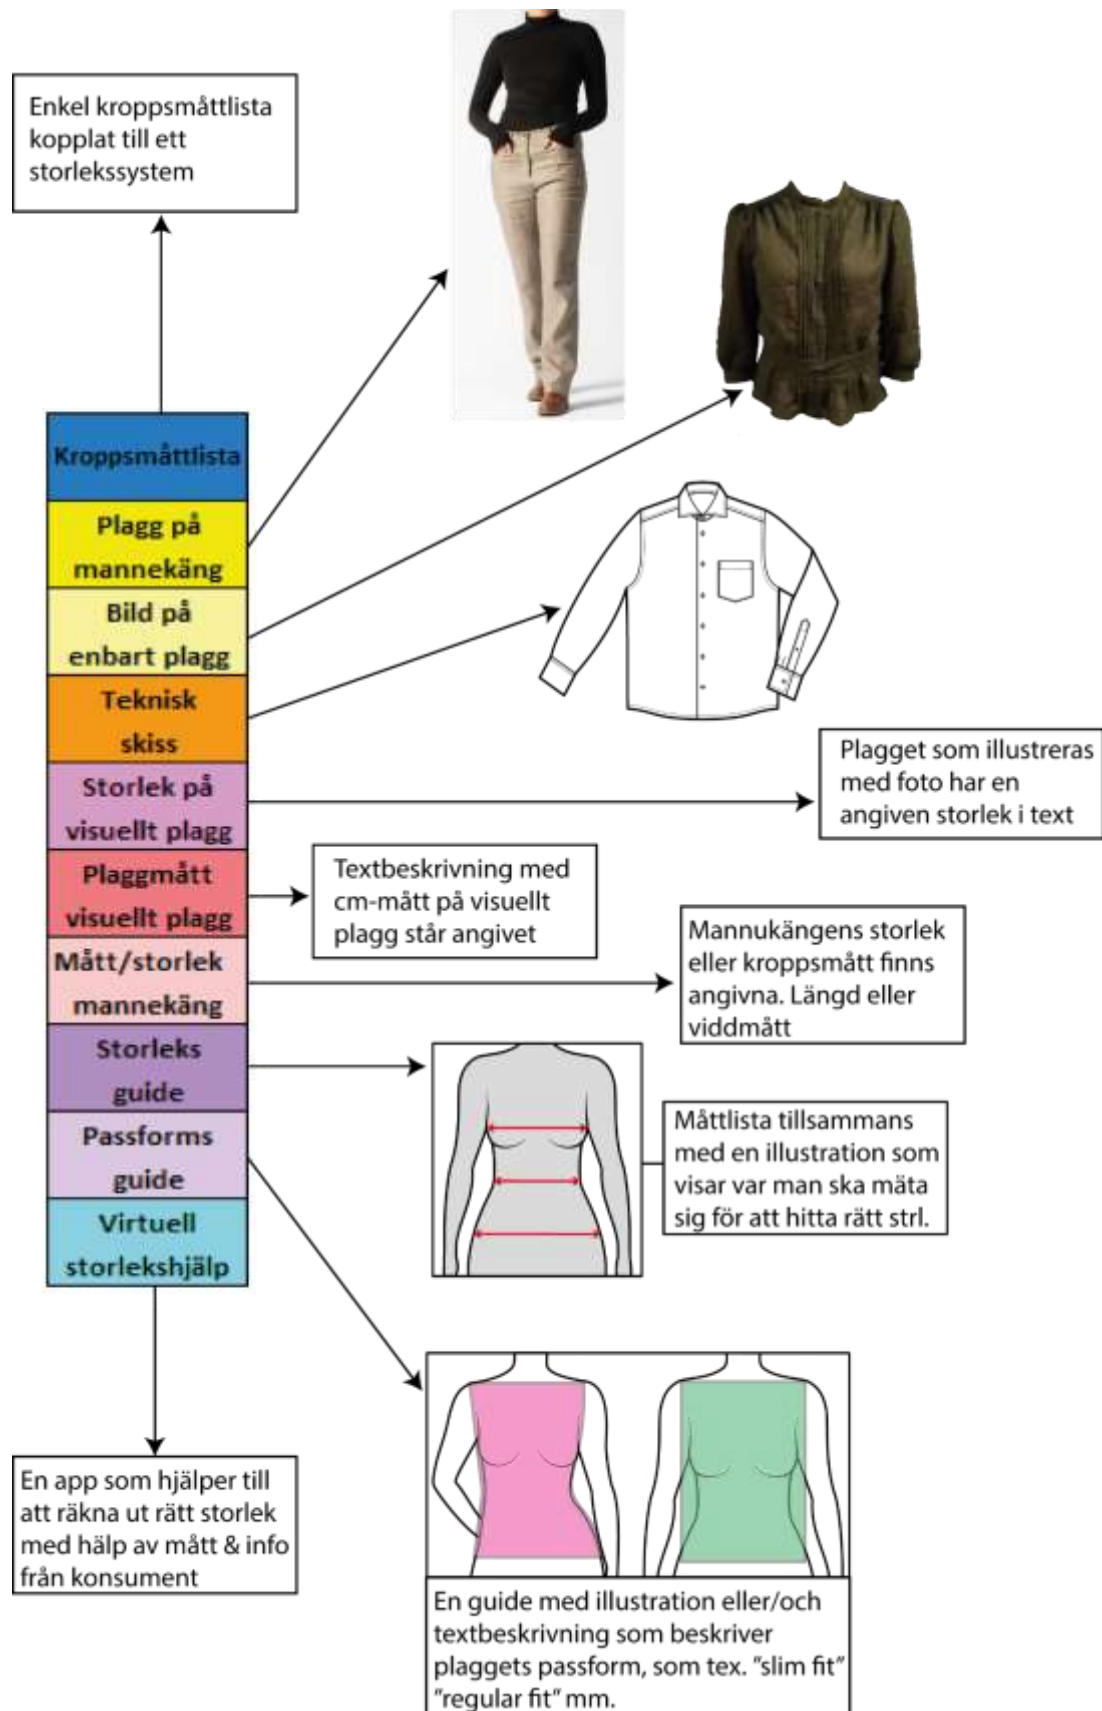 Enkel kroppsmåttlista
kopplat till ett
storlekssystem
Kroppsmåttlista
Plagg på
mannekäng
Bild på
enbart plagg
Teknisk
skiss
Storlek på
visuellt plagg
Plaggmått
visuellt plagg
Mått/storlek
mannekäng
Storleks
guide
Passforms
guide
Virtuell
storlekshjälp
Plagget som illustreras
med foto har en
angiven storlek i text
Textbeskrivning med
cm-mått på visuellt
plagg står angivet
Mannukängens storlek
eller kroppsmått finns
angivna. Längd eller
viddmått
Måttlista tillsammans
med en illustration som
visar var man ska mäta
sig för att hitta rätt strl.
En app som hjälper till
att räkna ut rätt storlek
med hjälp av mått & info
från konsument
En guide med illustration eller/och
textbeskrivning som beskriver
plaggets passform, som tex. ”slim fit”
”regular fit” mm.